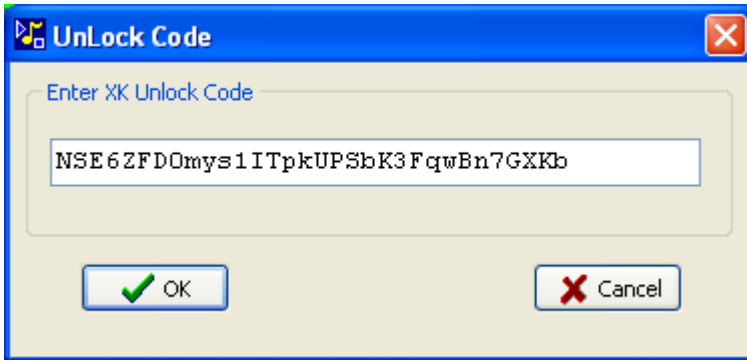 UnLock Code
Enter XK Unlock Code
NSE6ZFDOmys1ITpkUPSbK3FqwBn7GXKb
OK
Cancel